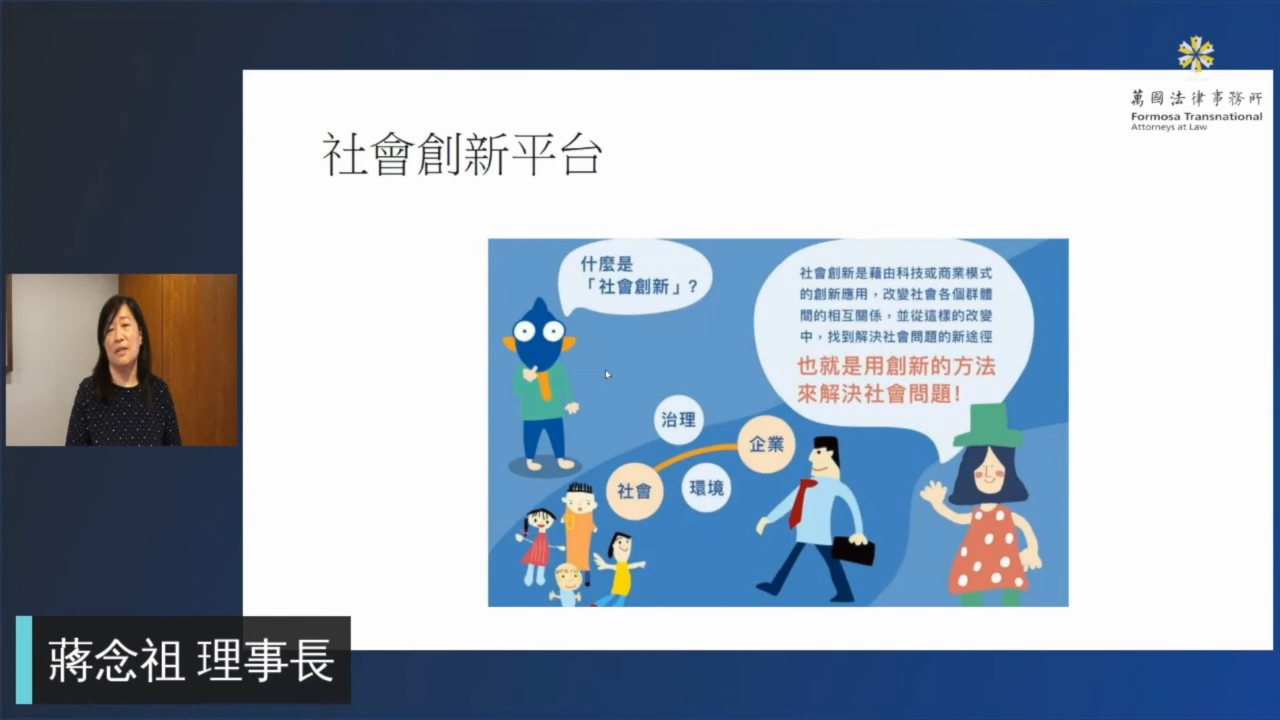 萬國法律事務所
Formosa Transnational
Attorneys at Law
社會創新平台
什麼是
「社會創新」?
社會創新是藉由科技或商業模式
的創新應用,改變社會各個群體
間的相互關係,並從這樣的改變
中,找到解決社會問題的新途徑
也就是用創新的方法
來解決社會問題!
治理
企業
社會
環境
蔣念祖 理事長